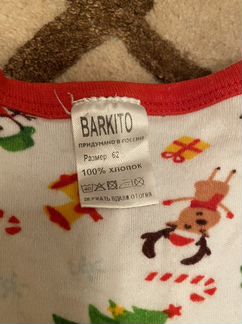 BARKITO
ПРИДУМАНО В РОССИИ
Размер: 62
100% ХЛОПОК
ДЕРЖАТЬ ВДАЛИ ОТ ОГНЯ